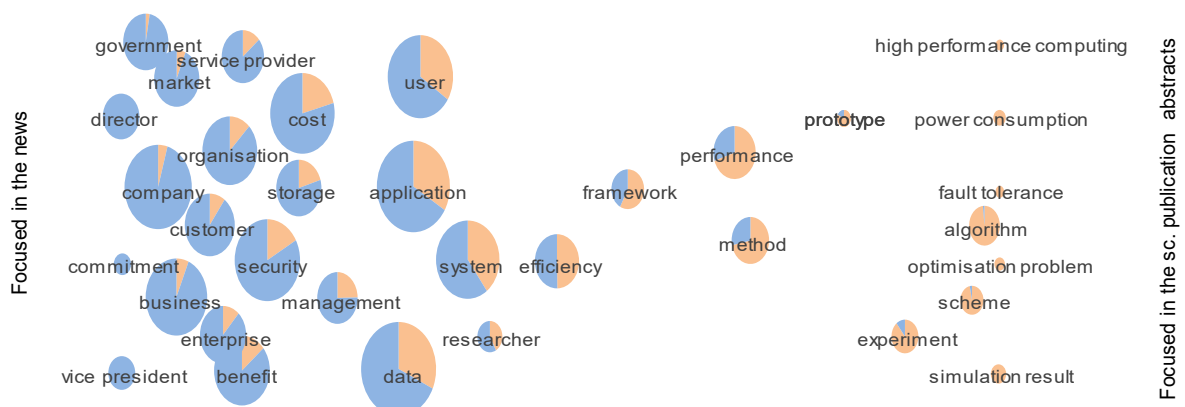 Focused in the news
government
service provider
market
director
organisation
company
customer
commitment
business
enterprise
vice president
benefit
cost
storage
security
management
user
application
system
efficiency
researcher
data
framework
performance
method
prototype
experiment
high performance computing
power consumption
fault tolerance
algorithm
optimisation problem
scheme
simulation result
Focused in the sc. publication abstracts